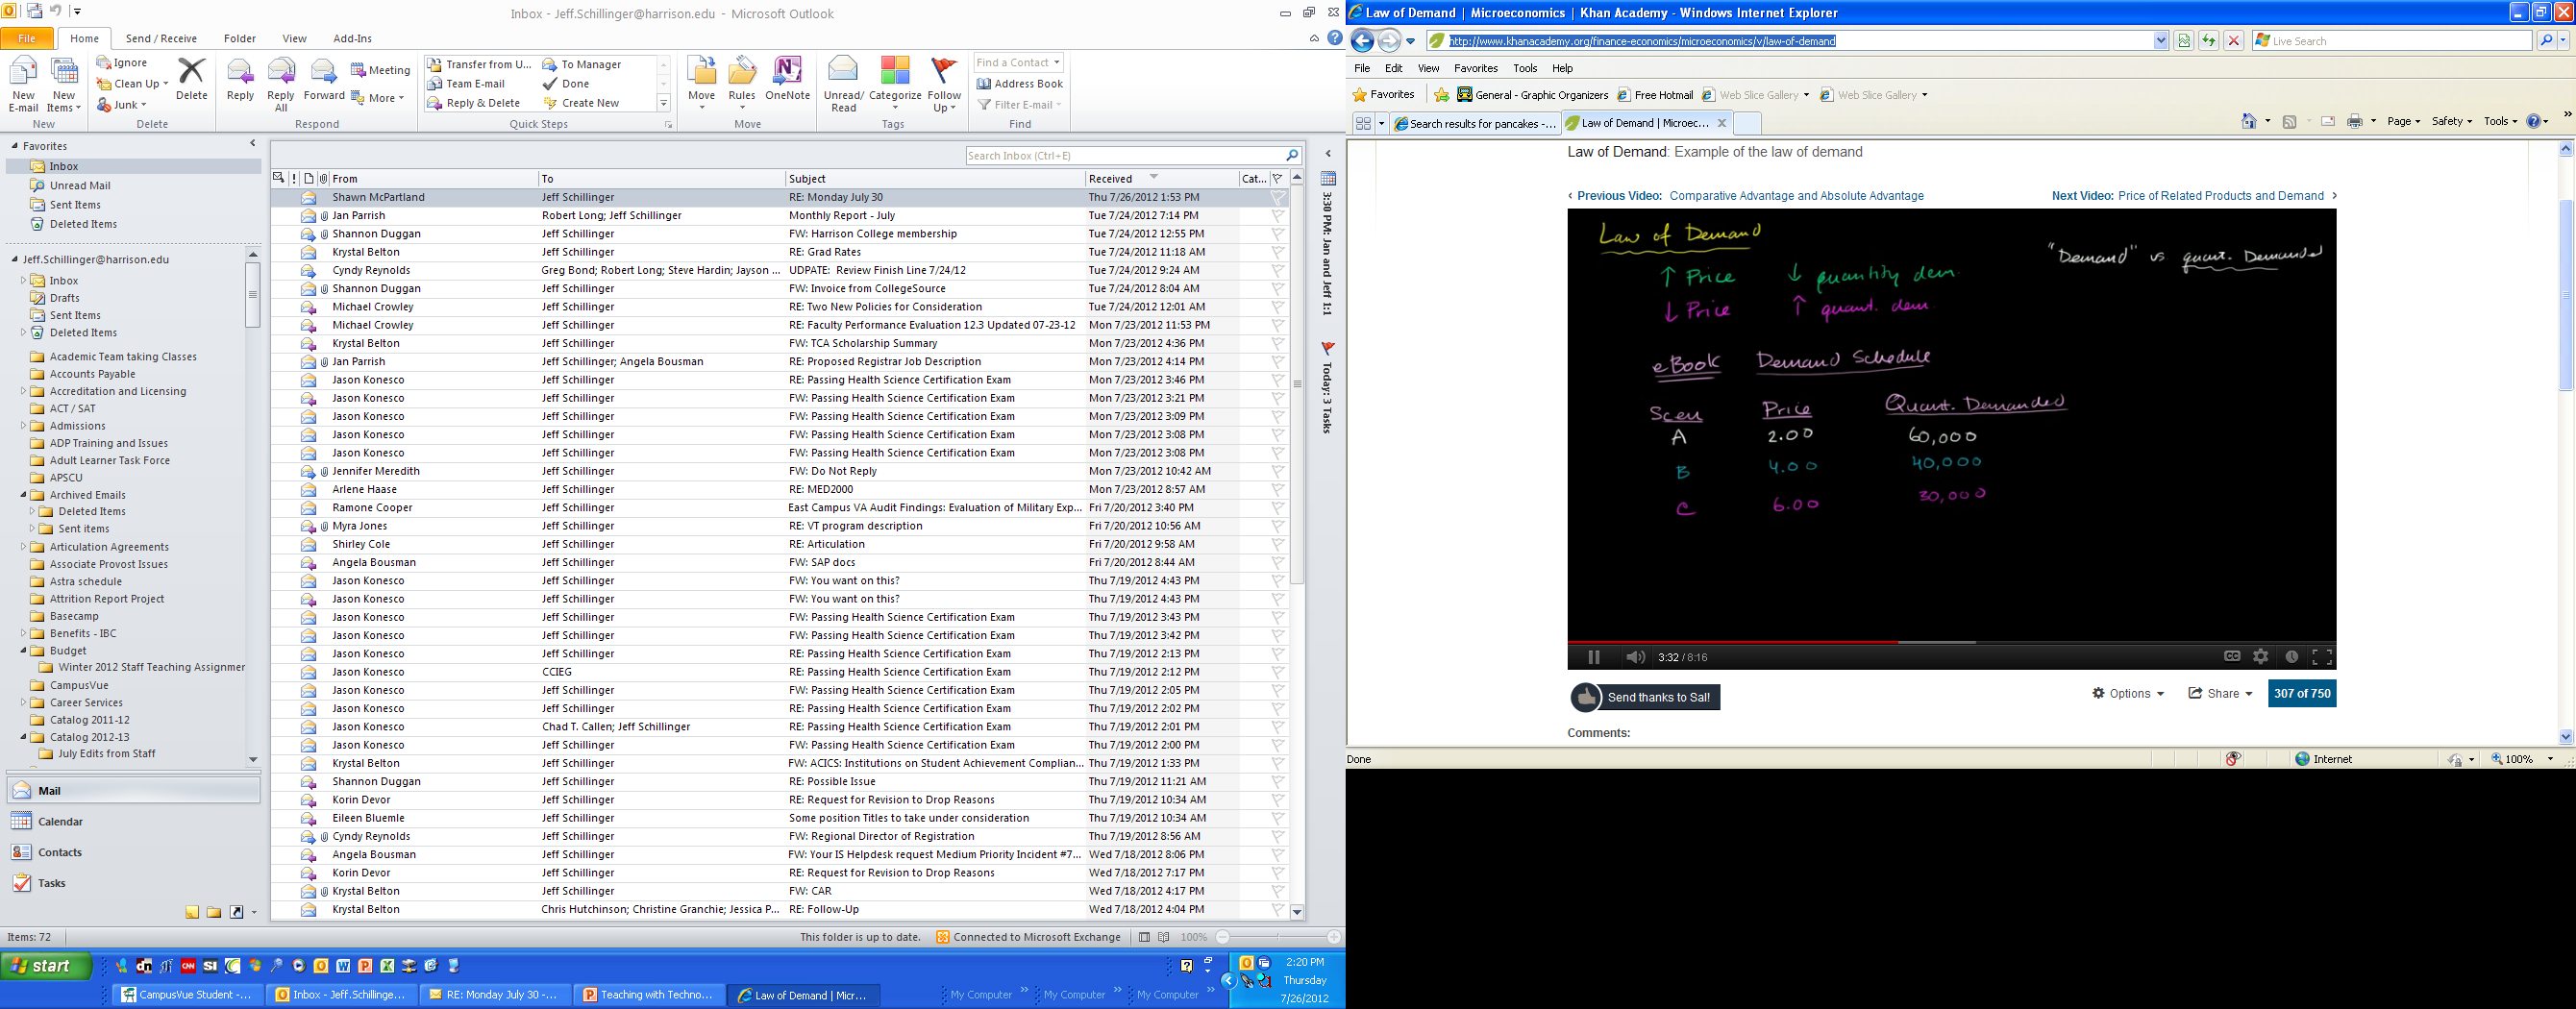 Inbox - Jeff.Schillinger@harrison.edu - Microsoft Outlook
File Home Send / Receive Folder View Add-Ins
New E-mail New Items Ignore Clean Up Junk Delete Reply Reply All Forward Meeting More
Transfer from U... To Manager
Team E-mail Done
Reply & Delete Create New
Move Rules OneNote Unread/ Read Categorize Follow Up
Find a Contact
Address Book
Filter E-mail
New Delete Respond Quick Steps Move Tags Find
Favorites
Inbox
Unread Mail
Sent Items
Deleted Items
Jeff.Schillinger@harrison.edu
Inbox
Drafts
Sent Items
Deleted Items
Academic Team taking Classes
Accounts Payable
Accreditation and Licensing
ACT / SAT
Admissions
ADP Training and Issues
Adult Learner Task Force
APSCU
Archived Emails
Deleted Items
Sent items
Articulation Agreements
Associate Provost Issues
Astra schedule
Attrition Report Project
Basecamp
Benefits - IBC
Budget
Winter 2012 Staff Teaching Assignmer
CampusVue
Career Services
Catalog 2011-12
Catalog 2012-13
July Edits from Staff
Mail
Calendar
Contacts
Tasks
Search Inbox (Ctrl+E)
From To Subject Received Cat...
Shawn McPartland Jeff Schillinger RE: Monday July 30 Thu 7/26/2012 1:53 PM
Jan Parrish Robert Long; Jeff Schillinger Monthly Report - July Tue 7/24/2012 7:14 PM
Shannon Duggan Jeff Schillinger FW: Harrison College membership Tue 7/24/2012 12:55 PM
Krystal Belton Jeff Schillinger RE: Grad Rates Tue 7/24/2012 11:18 AM
Cyndy Reynolds Greg Bond; Robert Long; Steve Hardin; Jayson ... UDPATE: Review Finish Line 7/24/12 Tue 7/24/2012 9:24 AM
Shannon Duggan Jeff Schillinger FW: Invoice from CollegeSource Tue 7/24/2012 8:04 AM
Michael Crowley Jeff Schillinger RE: Two New Policies for Consideration Tue 7/24/2012 12:01 AM
Michael Crowley Jeff Schillinger RE: Faculty Performance Evaluation 12.3 Updated 07-23-12 Mon 7/23/2012 11:53 PM
Krystal Belton Jeff Schillinger FW: TCA Scholarship Summary Mon 7/23/2012 4:36 PM
Jan Parrish Jeff Schillinger; Angela Bousman RE: Proposed Registrar Job Description Mon 7/23/2012 4:14 PM
Jason Konesco Jeff Schillinger RE: Passing Health Science Certification Exam Mon 7/23/2012 3:46 PM
Jason Konesco Jeff Schillinger FW: Passing Health Science Certification Exam Mon 7/23/2012 3:21 PM
Jason Konesco Jeff Schillinger FW: Passing Health Science Certification Exam Mon 7/23/2012 3:09 PM
Jason Konesco Jeff Schillinger FW: Passing Health Science Certification Exam Mon 7/23/2012 3:08 PM
Jason Konesco Jeff Schillinger FW: Passing Health Science Certification Exam Mon 7/23/2012 3:08 PM
Jennifer Meredith Jeff Schillinger FW: Do Not Reply Mon 7/23/2012 10:42 AM
Arlene Haase Jeff Schillinger RE: MED2000 Mon 7/23/2012 8:57 AM
Ramone Cooper Jeff Schillinger East Campus VA Audit Findings: Evaluation of Military Exp... Fri 7/20/2012 3:40 PM
Myra Jones Jeff Schillinger RE: VT program description Fri 7/20/2012 10:56 AM
Shirley Cole Jeff Schillinger RE: Articulation Fri 7/20/2012 9:58 AM
Angela Bousman Jeff Schillinger FW: SAP docs Fri 7/20/2012 8:44 AM
Jason Konesco Jeff Schillinger FW: You want on this? Thu 7/19/2012 4:43 PM
Jason Konesco Jeff Schillinger FW: You want on this? Thu 7/19/2012 4:43 PM
Jason Konesco Jeff Schillinger FW: Passing Health Science Certification Exam Thu 7/19/2012 3:43 PM
Jason Konesco Jeff Schillinger FW: Passing Health Science Certification Exam Thu 7/19/2012 3:42 PM
Jason Konesco Jeff Schillinger RE: Passing Health Science Certification Exam Thu 7/19/2012 2:13 PM
Jason Konesco CCIEG RE: Passing Health Science Certification Exam Thu 7/19/2012 2:12 PM
Jason Konesco Jeff Schillinger FW: Passing Health Science Certification Exam Thu 7/19/2012 2:05 PM
Jason Konesco Jeff Schillinger RE: Passing Health Science Certification Exam Thu 7/19/2012 2:02 PM
Jason Konesco Chad T. Callen; Jeff Schillinger RE: Passing Health Science Certification Exam Thu 7/19/2012 2:01 PM
Jason Konesco Jeff Schillinger FW: Passing Health Science Certification Exam Thu 7/19/2012 2:00 PM
Krystal Belton Jeff Schillinger FW: ACICS: Institutions on Student Achievement Complian... Thu 7/19/2012 1:33 PM
Shannon Duggan Jeff Schillinger RE: Possible Issue Thu 7/19/2012 11:21 AM
Korin Devor Jeff Schillinger RE: Request for Revision to Drop Reasons Thu 7/19/2012 10:34 AM
Eileen Bluemle Jeff Schillinger Some position Titles to take under consideration Thu 7/19/2012 10:34 AM
Cyndy Reynolds Jeff Schillinger FW: Regional Director of Registration Thu 7/19/2012 8:56 AM
Angela Bousman Jeff Schillinger FW: Your IS Helpdesk request Medium Priority Incident #7... Wed 7/18/2012 8:06 PM
Korin Devor Jeff Schillinger RE: Request for Revision to Drop Reasons Wed 7/18/2012 7:17 PM
Krystal Belton Jeff Schillinger FW: CAR Wed 7/18/2012 4:17 PM
Krystal Belton Chris Hutchinson; Christine Granchie; Jessica P... RE: Follow-Up Wed 7/18/2012 4:04 PM
3:30 PM: Jan and Jeff 1:1
Today: 3 Tasks
Items: 72 This folder is up to date. Connected to Microsoft Exchange 100%
start
CampusVue Student -... Inbox - Jeff.Schillinge... RE: Monday July 30 -... Teaching with Techno... Law of Demand | Micr...
My Computer My Computer My Computer
2:20 PM
Thursday
7/26/2012
Law of Demand | Microeconomics | Khan Academy - Windows Internet Explorer
http://www.khanacademy.org/finance-economics/microeconomics/v/law-of-demand
Live Search
File Edit View Favorites Tools Help
Favorites General - Graphic Organizers Free Hotmail Web Slice Gallery Web Slice Gallery
Search results for pancakes -... Law of Demand | Microec...
Page Safety Tools
Law of Demand: Example of the law of demand
Previous Video: Comparative Advantage and Absolute Advantage
Next Video: Price of Related Products and Demand
Law of Demand
"Demand" vs quant. Demanded
↑ Price ↓ quantity dem.
↓ Price ↑ quant. dem.
eBook Demand Schedule
Scen Price Quant. Demanded
A 2.00 60,000
B 4.00 40,000
C 6.00 30,000
3:32 / 8:16 CC
Send thanks to Sal!
Options Share 307 of 750
Comments:
Done Internet 100%